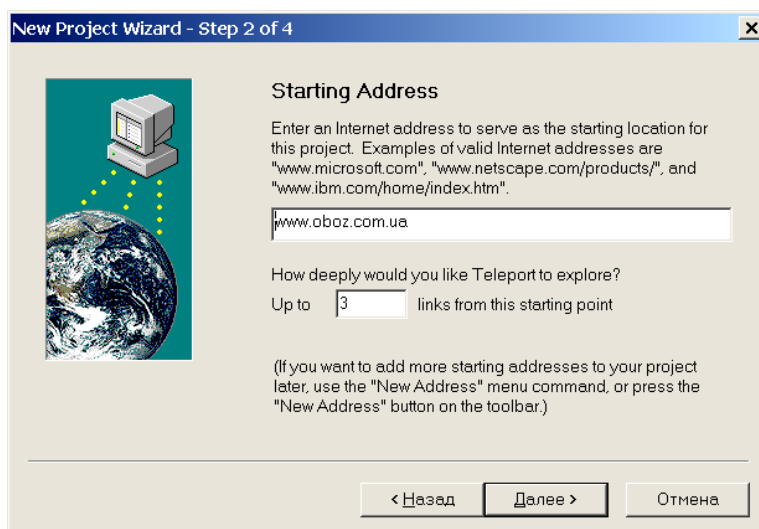 New Project Wizard - Step 2 of 4
Starting Address
Enter an Internet address to serve as the starting location for
this project. Examples of valid Internet addresses are
"www.microsoft.com", "www.netscape.com/products/", and
"www.ibm.com/home/index.htm".
www.oboz.com.ua
How deeply would you like Teleport to explore?
Up to 3 links from this starting point
(If you want to add more starting addresses to your project
later, use the "New Address" menu command, or press the
"New Address" button on the toolbar.)
< Назад Далее > Отмена